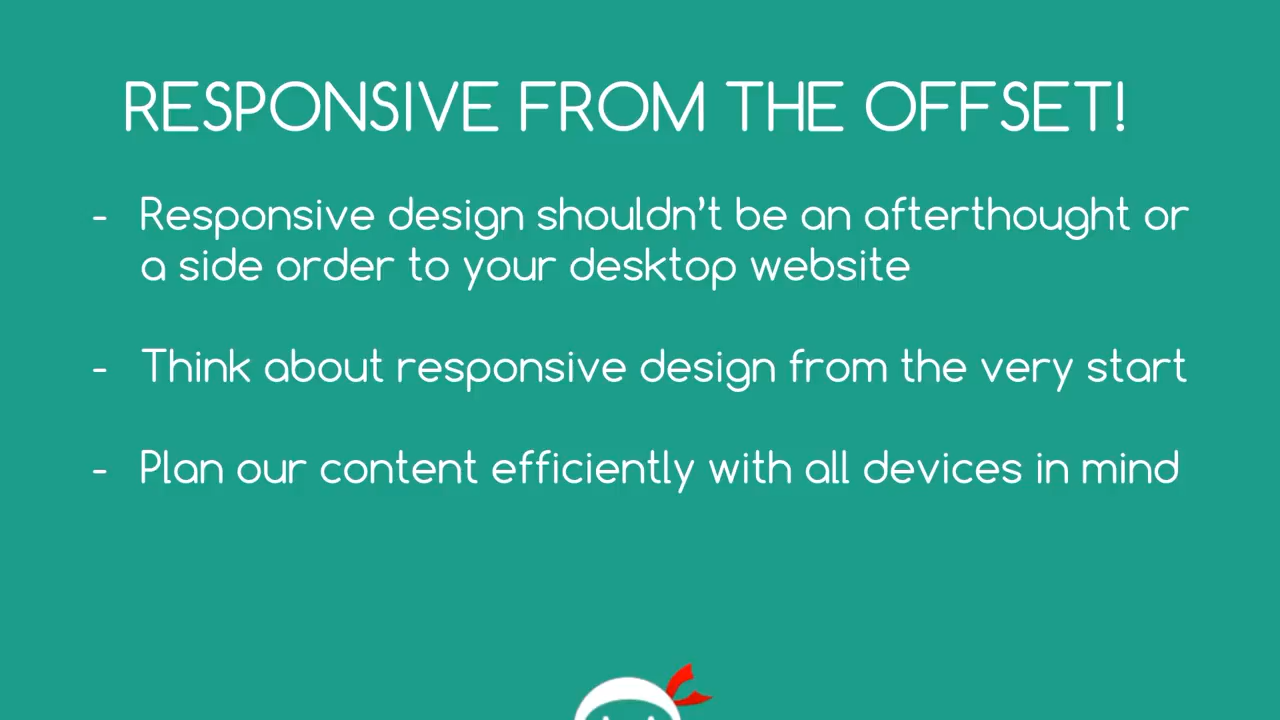 RESPONSIVE FROM THE OFFSET!
- Responsive design shouldn't be an afterthought or
a side order to your desktop website
- Think about responsive design from the very start
- Plan our content efficiently with all devices in mind